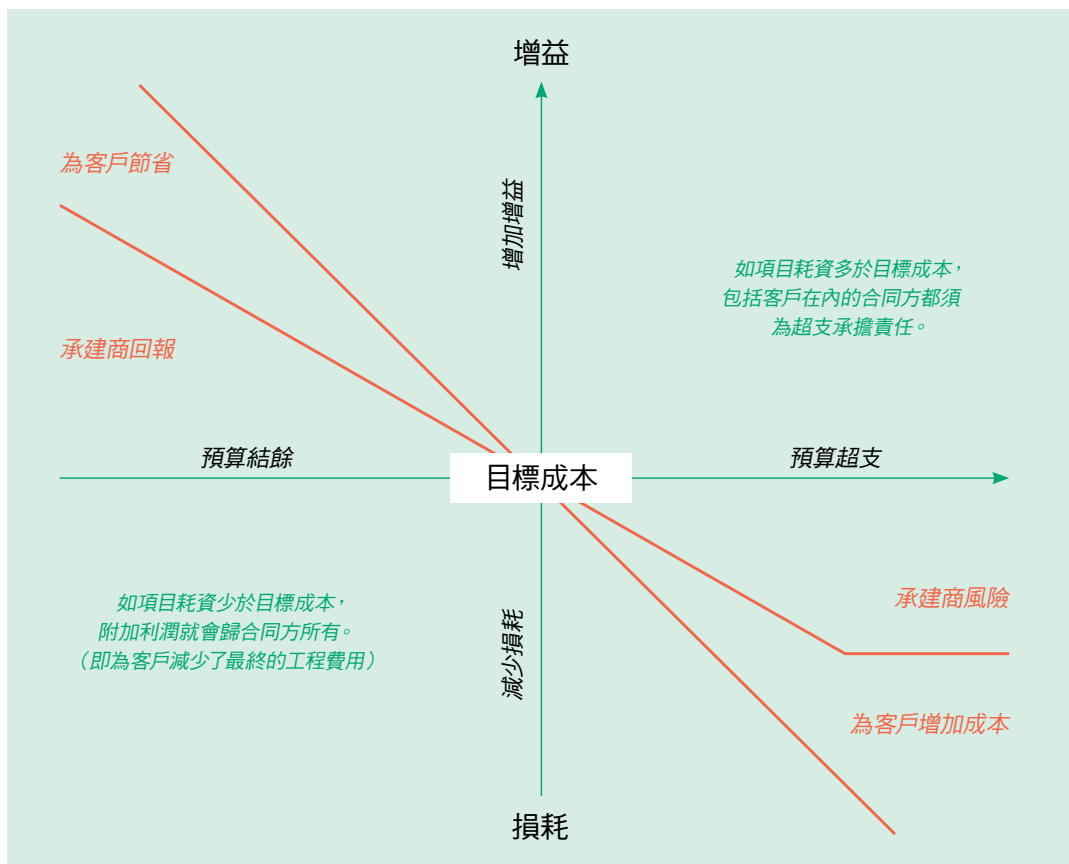 增益
為客戶節省
增加增益
如項目耗資多於目標成本，
包括客戶在內的合同方都須
為超支承擔責任。
承建商回報
預算結餘
預算超支
目標成本
如項目耗資少於目標成本，
附加利潤就會歸合同方所有。
（即為客戶減少了最終的工程費用）
減少損耗
承建商風險
為客戶增加成本
損耗